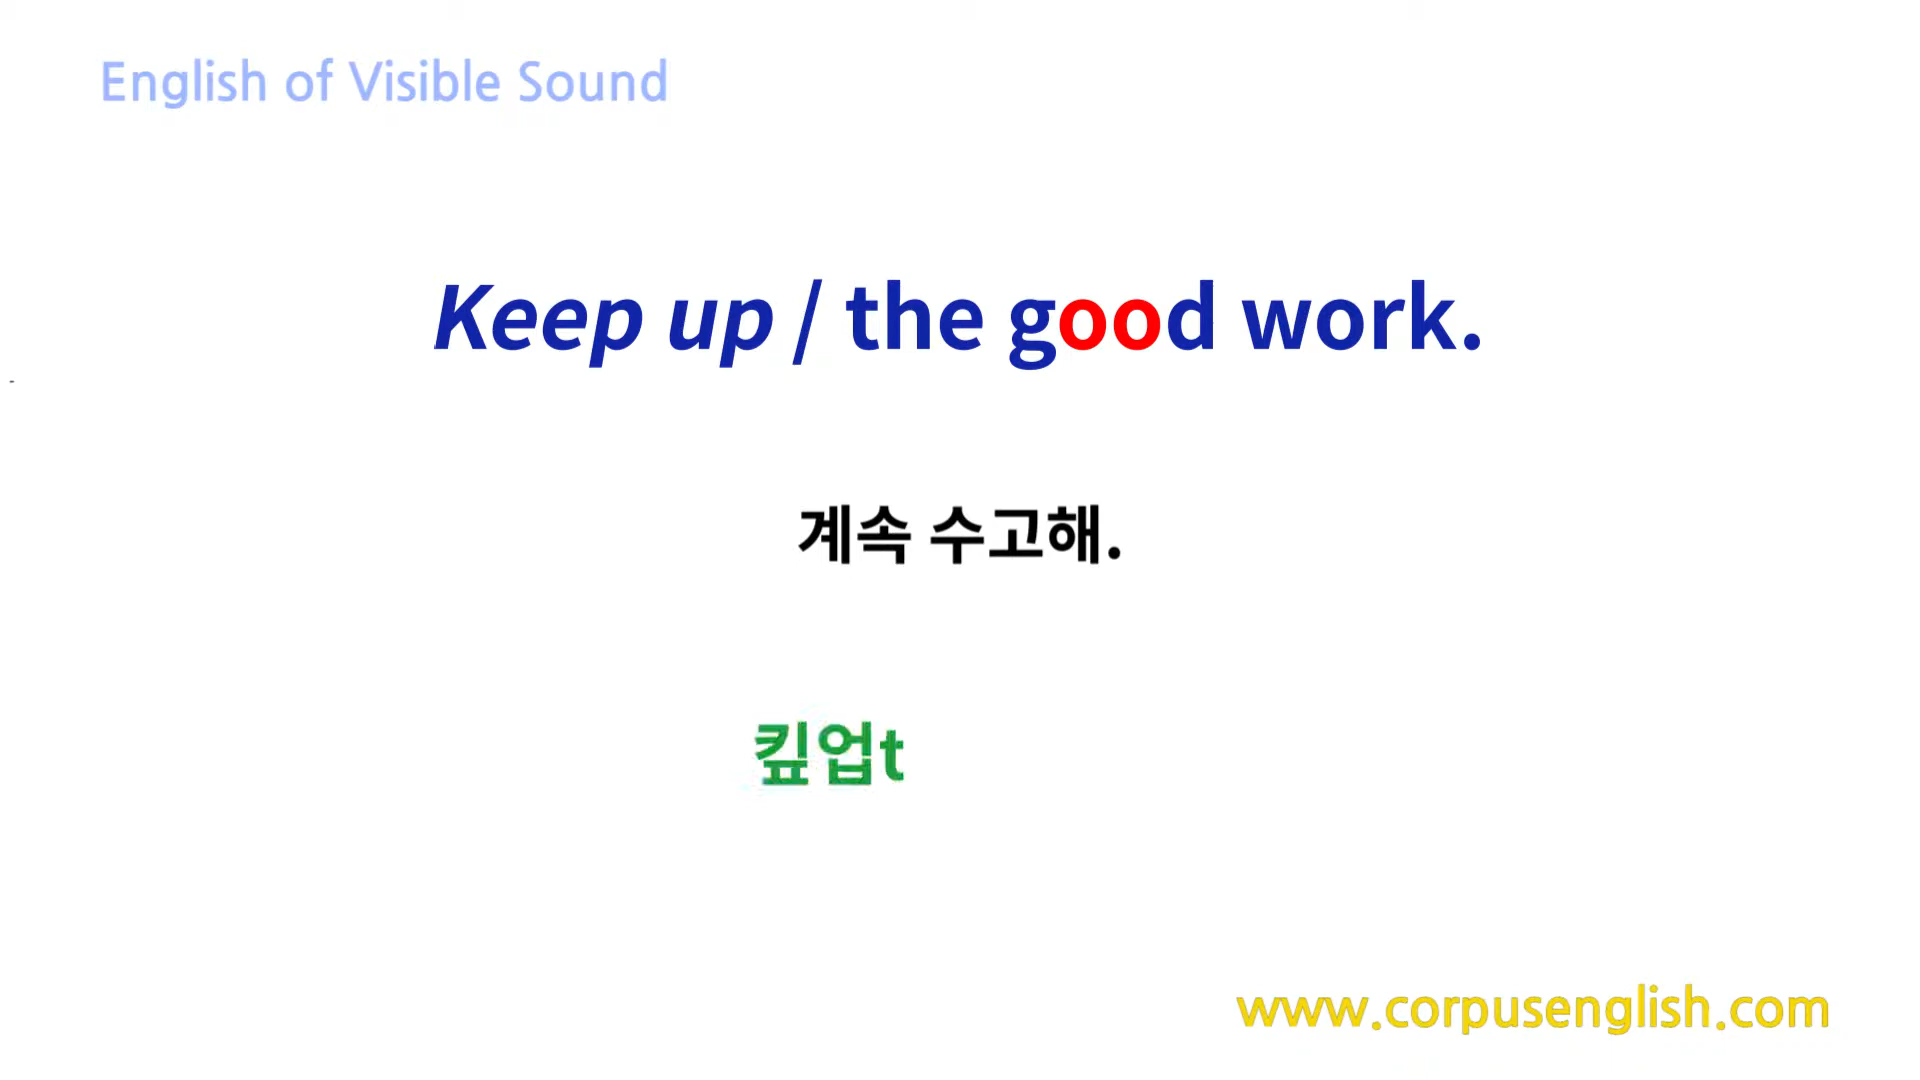 English of Visible Sound
Keep up / the good work.
계속 수고해.
킾업t
www.corpusenglish.com